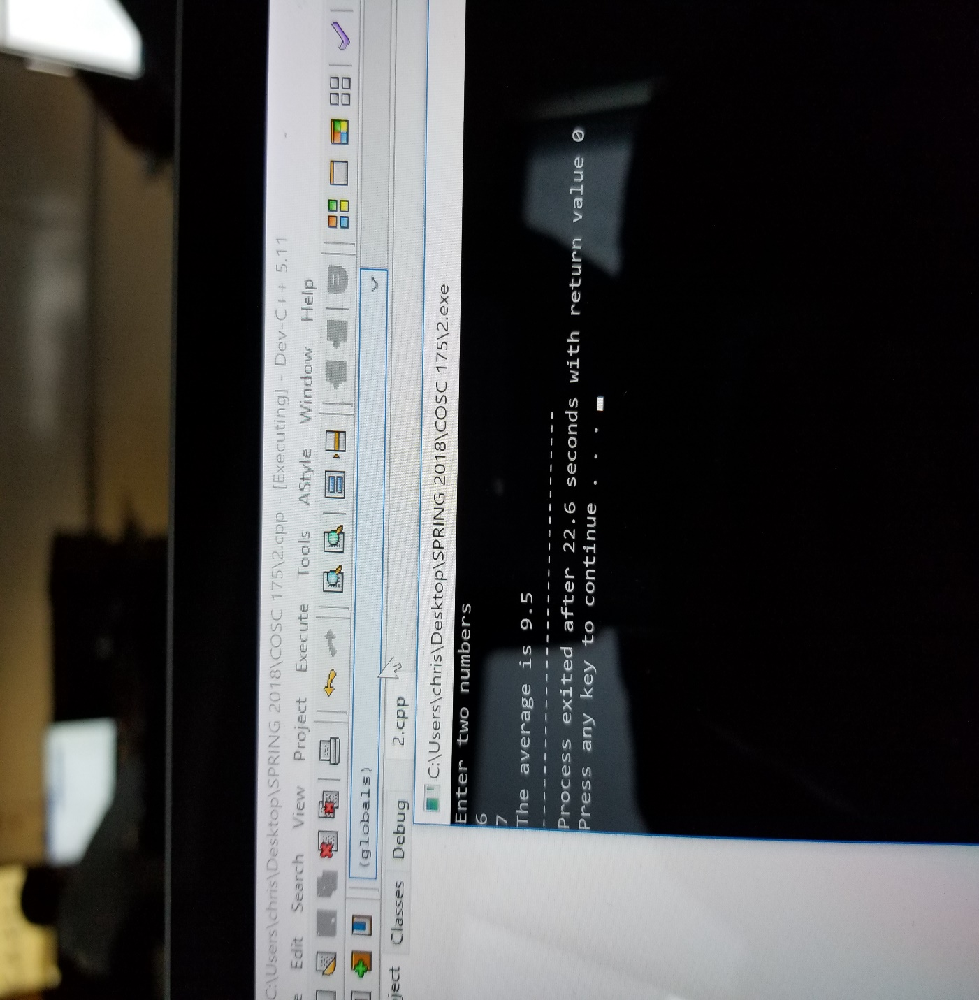 C:\Users\chris\Desktop\SPRING 2018\COSC 175\2.cpp - [Executing] - Dev-C++ 5.11
e Edit Search View Project Execute Tools AStyle Window Help
(globals)
ject Classes Debug 2.cpp
C:\Users\chris\Desktop\SPRING 2018\COSC 175\2.exe
Enter two numbers
6
7
The average is 9.5
--------------------------------
Process exited after 22.6 seconds with return value 0
Press any key to continue . . .